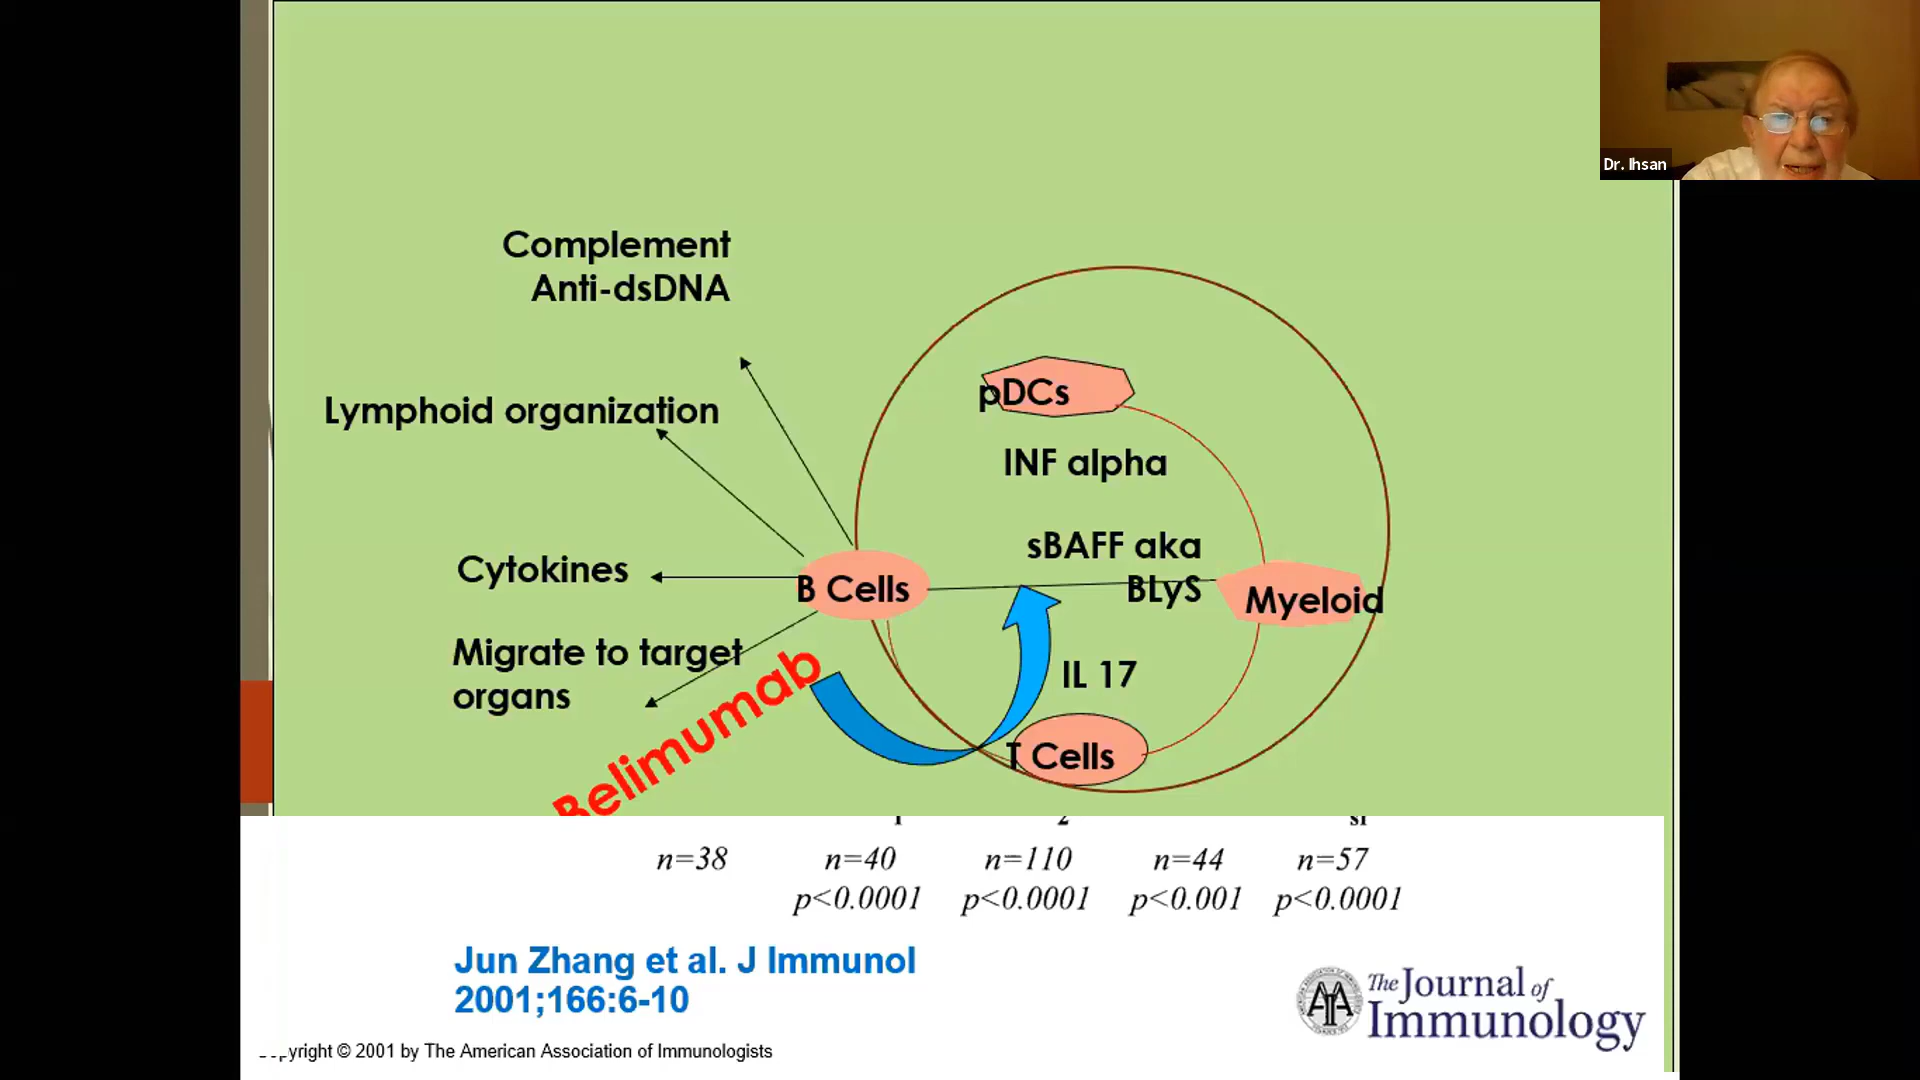 Dr. Ihsan
Complement
Anti-dsDNA
Lymphoid organization
Cytokines
Migrate to target
organs
Belimumab
B Cells
pDCs
INF alpha
sBAFF aka
BLyS
Myeloid
IL 17
T Cells
1 2 sf
n=38 n=40 n=110 n=44 n=57
p<0.0001 p<0.0001 p<0.001 p<0.0001
Jun Zhang et al. J Immunol
2001;166:6-10
The Journal of
Immunology
© 2001 by The American Association of Immunologists